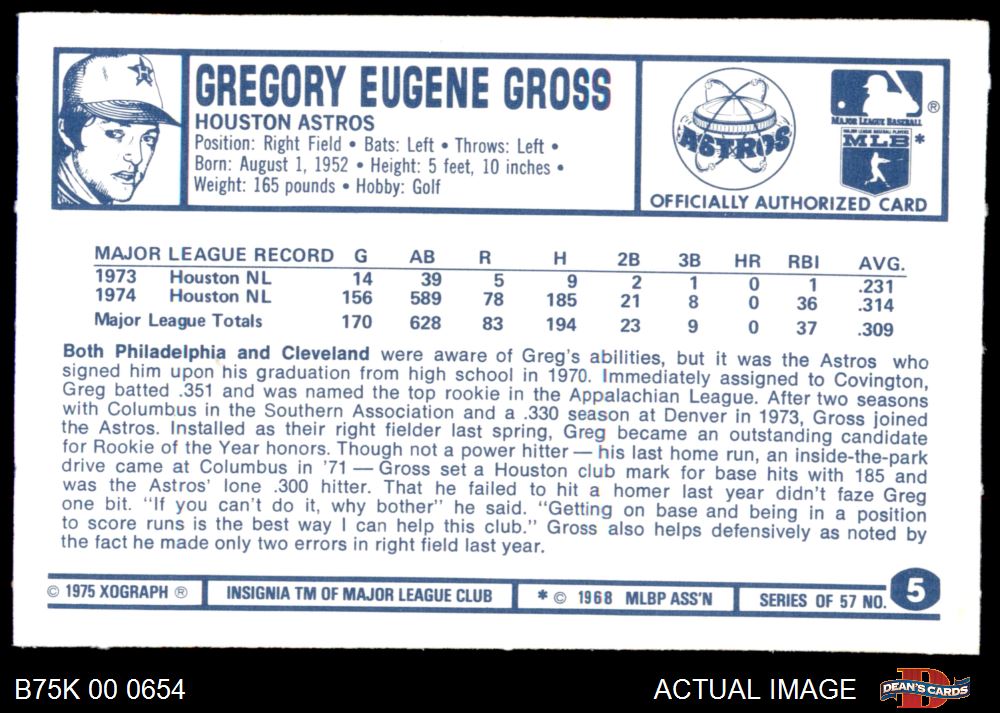 GREGORY EUGENE GROSS
HOUSTON ASTROS
Position: Right Field • Bats: Left • Throws: Left •
Born: August 1, 1952 • Height: 5 feet, 10 inches •
Weight: 165 pounds • Hobby: Golf
ASTROS
MAJOR LEAGUE BASEBALL ®
MAJOR LEAGUE BASEBALL PLAYERS
MLB *
OFFICIALLY AUTHORIZED CARD
MAJOR LEAGUE RECORD G AB R H 2B 3B HR RBI AVG.
1973 Houston NL 14 39 5 9 2 1 0 1 .231
1974 Houston NL 156 589 78 185 21 8 0 36 .314
Major League Totals 170 628 83 194 23 9 0 37 .309
Both Philadelphia and Cleveland were aware of Greg's abilities, but it was the Astros who
signed him upon his graduation from high school in 1970. Immediately assigned to Covington,
Greg batted .351 and was named the top rookie in the Appalachian League. After two seasons
with Columbus in the Southern Association and a .330 season at Denver in 1973, Gross joined
the Astros. Installed as their right fielder last spring, Greg became an outstanding candidate
for Rookie of the Year honors. Though not a power hitter — his last home run, an inside-the-park
drive came at Columbus in '71 — Gross set a Houston club mark for base hits with 185 and
was the Astros' lone .300 hitter. That he failed to hit a homer last year didn't faze Greg
one bit. "If you can't do it, why bother" he said. "Getting on base and being in a position
to score runs is the best way I can help this club." Gross also helps defensively as noted by
the fact he made only two errors in right field last year.
© 1975 XOGRAPH ® INSIGNIA TM OF MAJOR LEAGUE CLUB * © 1968 MLBP ASS'N SERIES OF 57 NO. 5
B75K 00 0654 ACTUAL IMAGE DEAN'S CARDS